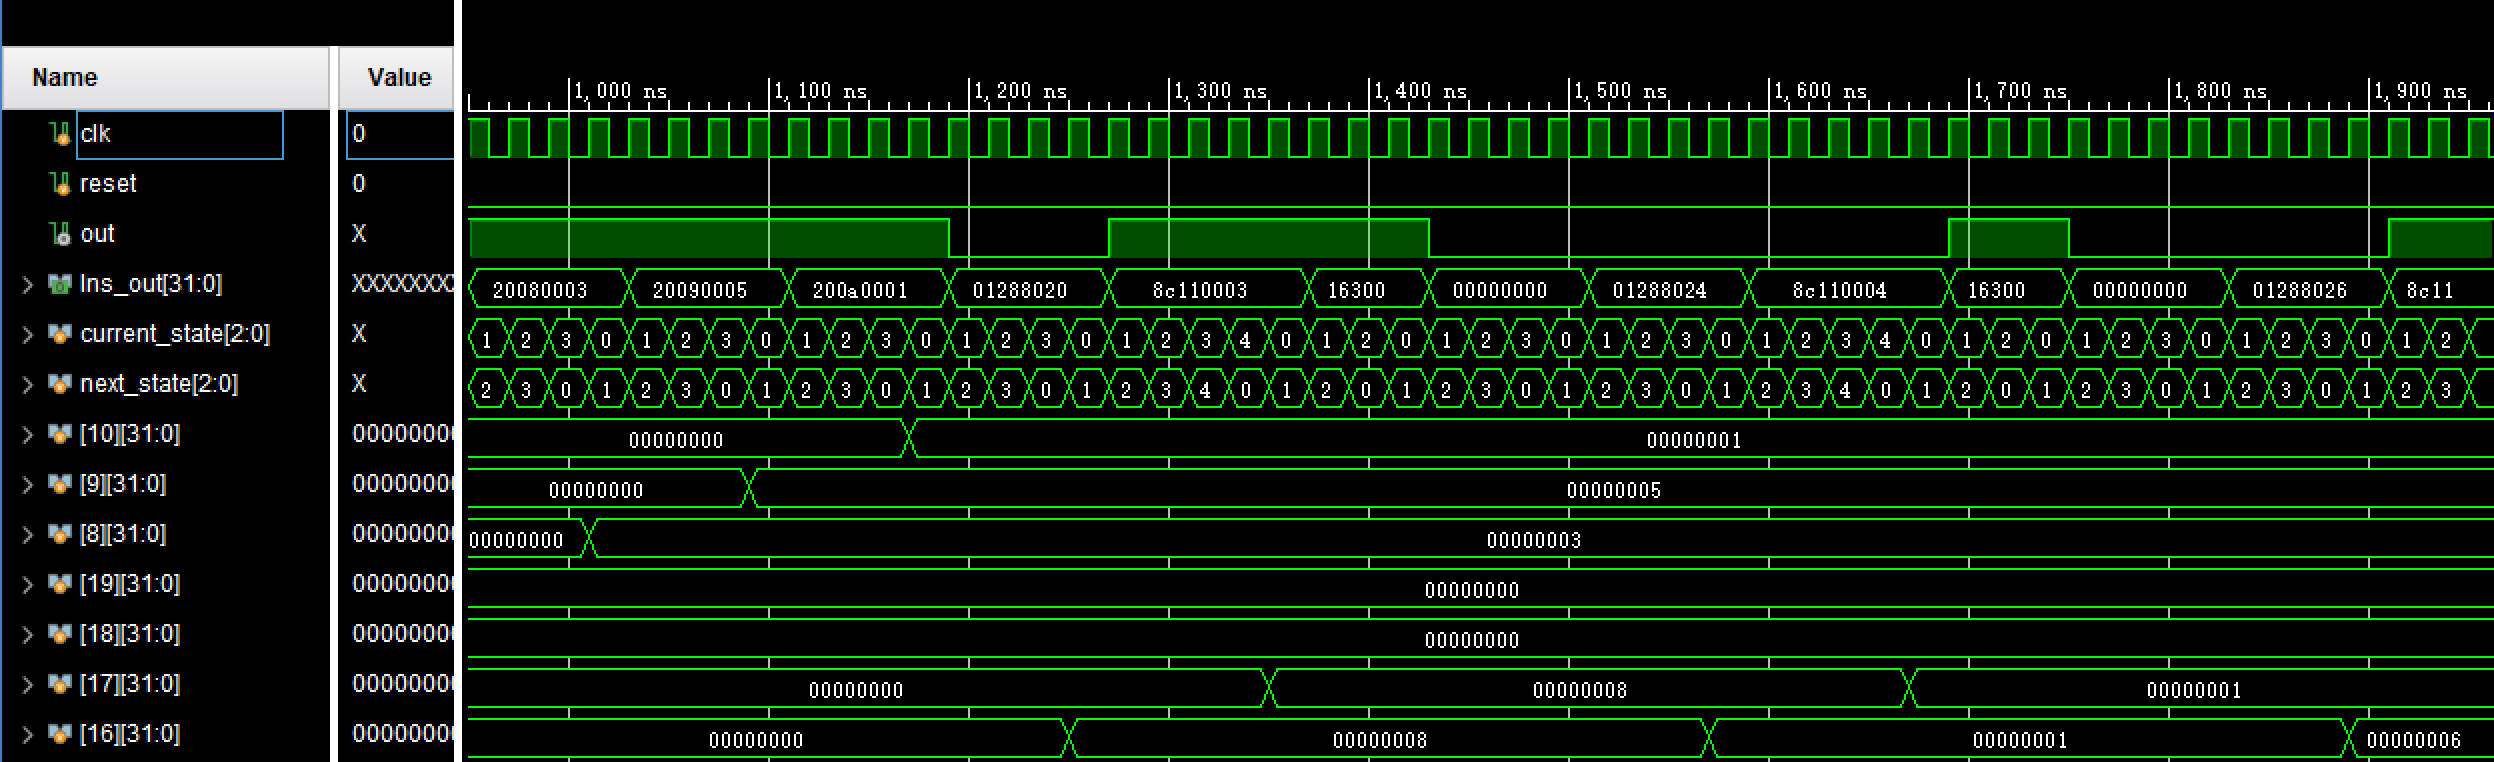 Name Value
1,000 ns 1,100 ns 1,200 ns 1,300 ns 1,400 ns 1,500 ns 1,600 ns 1,700 ns 1,800 ns 1,900 ns
clk 0
reset 0
out X
Ins_out[31:0] XXXXXXXX 20080003 20090005 200a0001 01288020 8c110003 16300 00000000 01288024 8c110004 16300 00000000 01288026 8c11
current_state[2:0] X 1 2 3 0 1 2 3 0 1 2 3 0 1 2 3 0 1 2 3 4 0 1 2 0 1 2 3 0 1 2 3 0 1 2 3 4 0 1 2 0 1 2 3 0 1 2 3 0 1 2
next_state[2:0] X 2 3 0 1 2 3 0 1 2 3 0 1 2 3 0 1 2 3 4 0 1 2 0 1 2 3 0 1 2 3 0 1 2 3 4 0 1 2 0 1 2 3 0 1 2 3 0 1 2 3
[10][31:0] 00000000 00000000 00000001
[9][31:0] 00000000 00000000 00000005
[8][31:0] 00000000 00000000 00000003
[19][31:0] 00000000 00000000
[18][31:0] 00000000 00000000
[17][31:0] 00000000 00000000 00000008 00000001
[16][31:0] 00000000 00000000 00000008 00000001 00000006